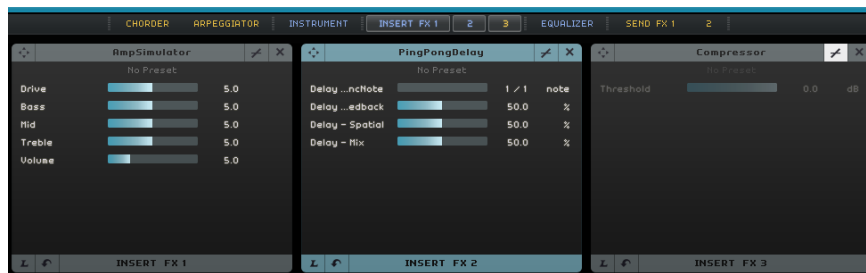 CHORDER ARPEGGIATOR INSTRUMENT INSERT FX 1 2 3 EQUALIZER SEND FX 1 2
AmpSimulator
No Preset
Drive 5.0
Bass 5.0
Mid 5.0
Treble 5.0
Volume 5.0
L INSERT FX 1
PingPongDelay
No Preset
Delay ...ncNote 1 / 1 note
Delay ...edback 50.0 %
Delay - Spatial 50.0 %
Delay - Mix 50.0 %
L INSERT FX 2
Compressor
No Preset
Threshold 0.0 dB
L INSERT FX 3